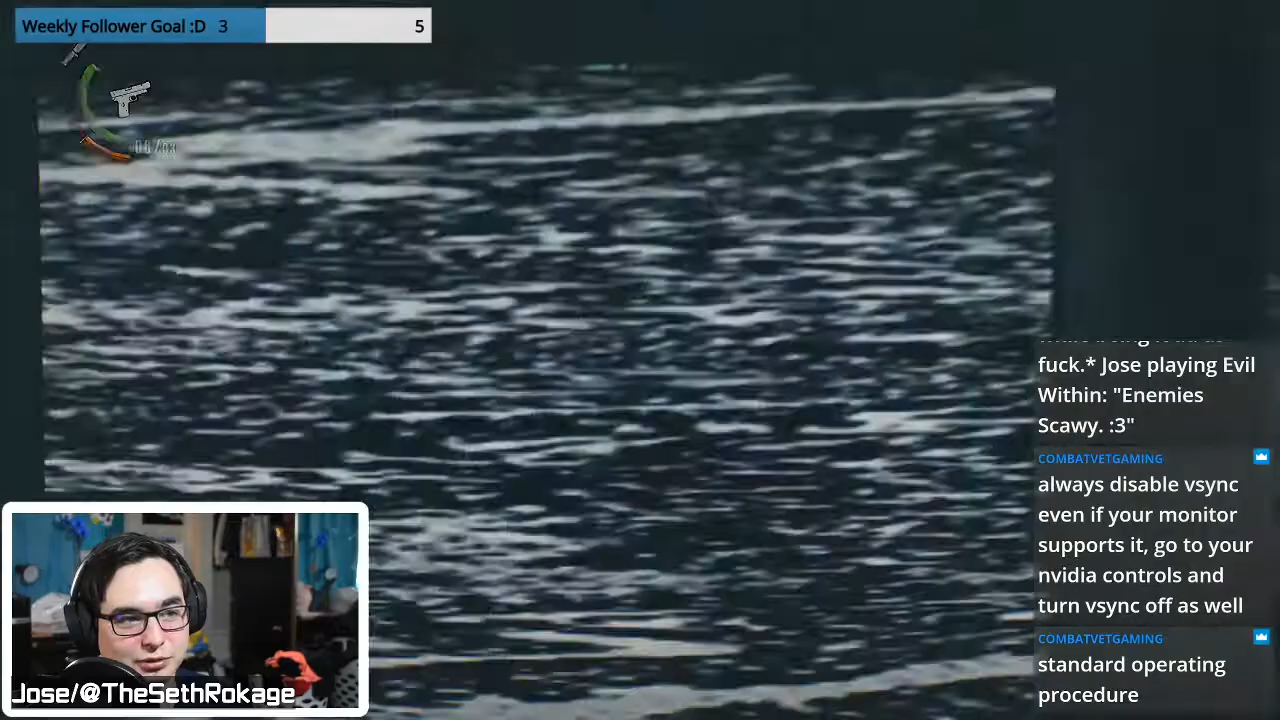 Weekly Follower Goal :D 3
5
fuck.* Jose playing Evil
Within: "Enemies
Scawy. :3"
COMBATVETGAMING
always disable vsync
even if your monitor
supports it, go to your
nvidia controls and
turn vsync off as well
COMBATVETGAMING
standard operating
procedure
Jose/@TheSethRokage